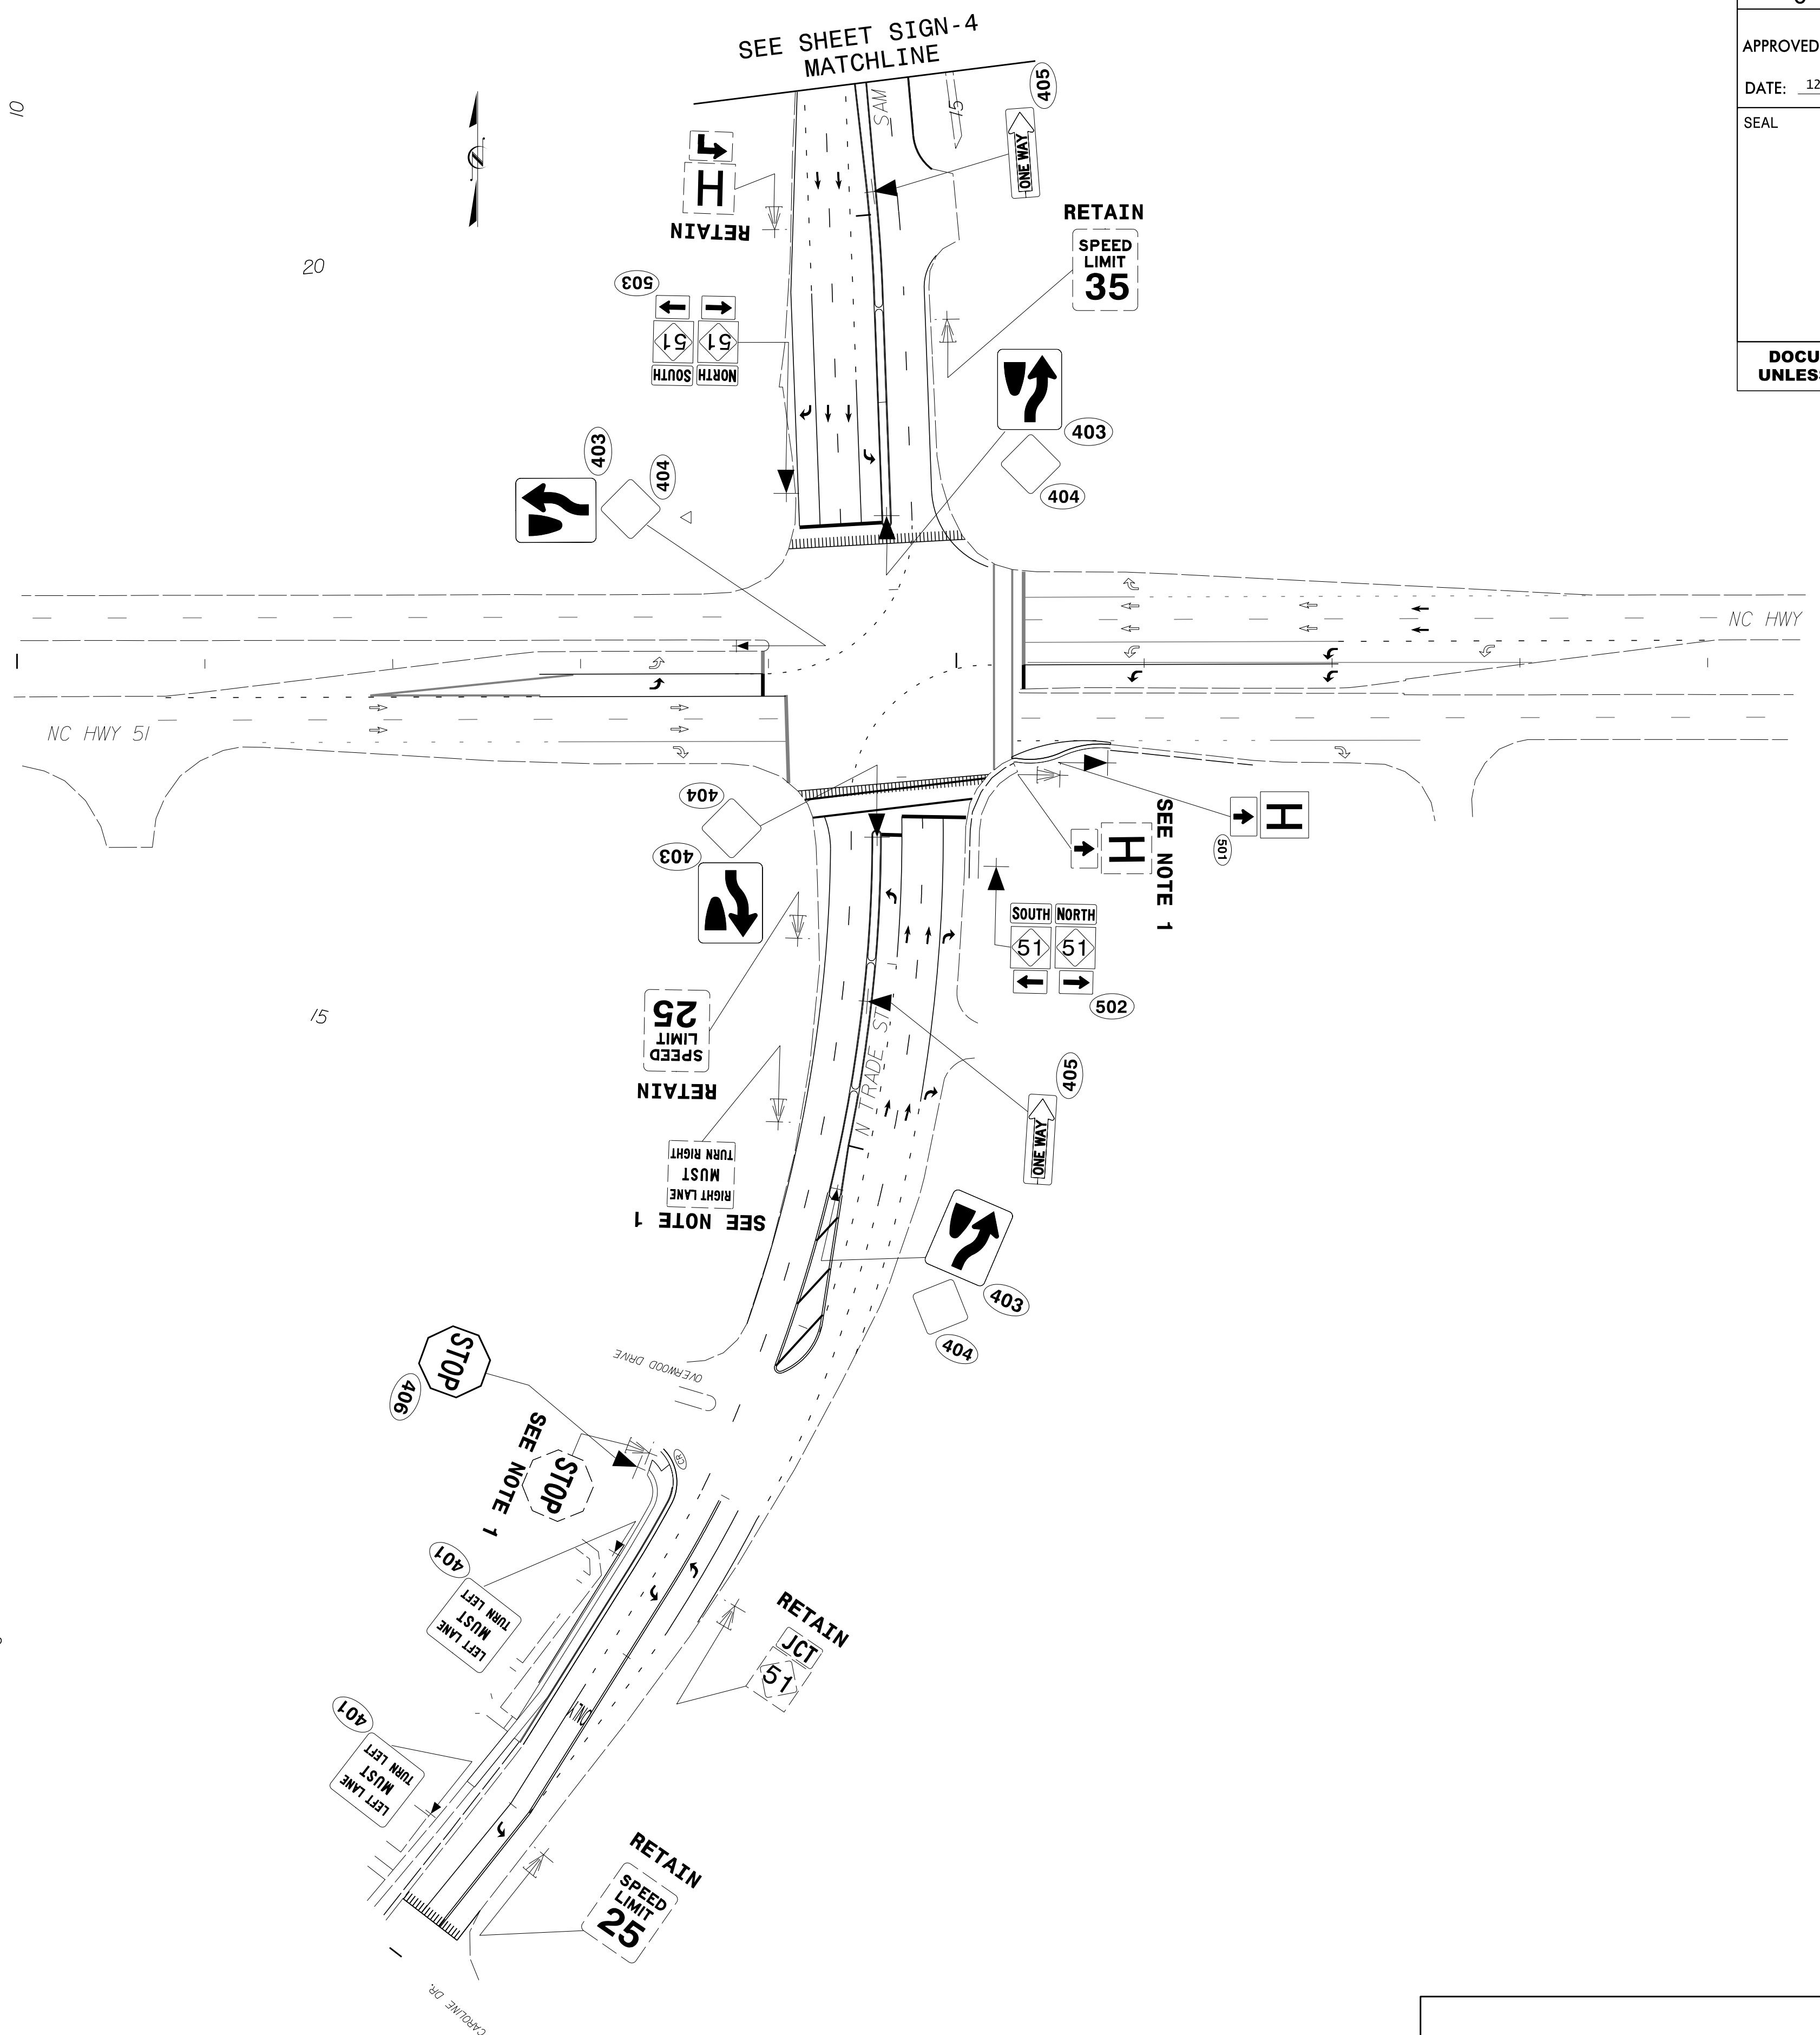 SEE SHEET SIGN-4
MATCHLINE
APPROVED
DATE: 12
SEAL
DOCU
UNLES
10
20
15
15
SAM
405
ONE WAY
H
RETAIN
RETAIN
SPEED
LIMIT
35
503
51
51
SOUTH
NORTH
403
404
403
404
NC HWY
NC HWY 51
404
403
H
SEE NOTE 1
H
501
SOUTH
NORTH
51
51
502
SPEED
LIMIT
25
RETAIN
N TRADE ST
405
ONE WAY
RIGHT LANE
MUST
TURN RIGHT
SEE NOTE 1
403
404
OVERWOOD DRIVE
STOP
406
STOP
SEE NOTE 1
CR
401
LEFT LANE
MUST
TURN LEFT
RETAIN
JCT
51
ONLY
401
LEFT LANE
MUST
TURN LEFT
RETAIN
SPEED
LIMIT
25
CAROLINE DR.